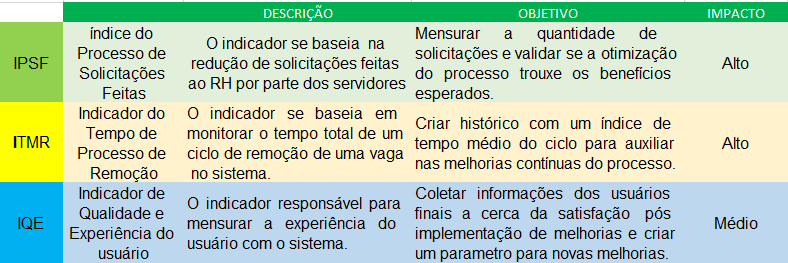 DESCRIÇÃO OBJETIVO IMPACTO
IPSF
índice do
Processo de
Solicitações
Feitas
O indicador se baseia na
redução de solicitações feitas
ao RH por parte dos servidores
Mensurar a quantidade de
solicitações e validar se a otimização
do processo trouxe os benefícios
esperados.
Alto
ITMR
Indicador do
Tempo de
Processo de
Remoção
O indicador se baseia em
monitorar o tempo total de um
ciclo de remoção de uma vaga
no sistema.
Criar histórico com um índice de
tempo médio do ciclo para auxiliar
nas melhorias contínuas do processo.
Alto
IQE
Indicador de
Qualidade e
Experiência do
usuário
O indicador responsável para
mensurar a experiência do
usuário com o sistema.
Coletar informações dos usuários
finais a cerca da satisfação pós
implementação de melhorias e criar
um parametro para novas melhorias.
Médio